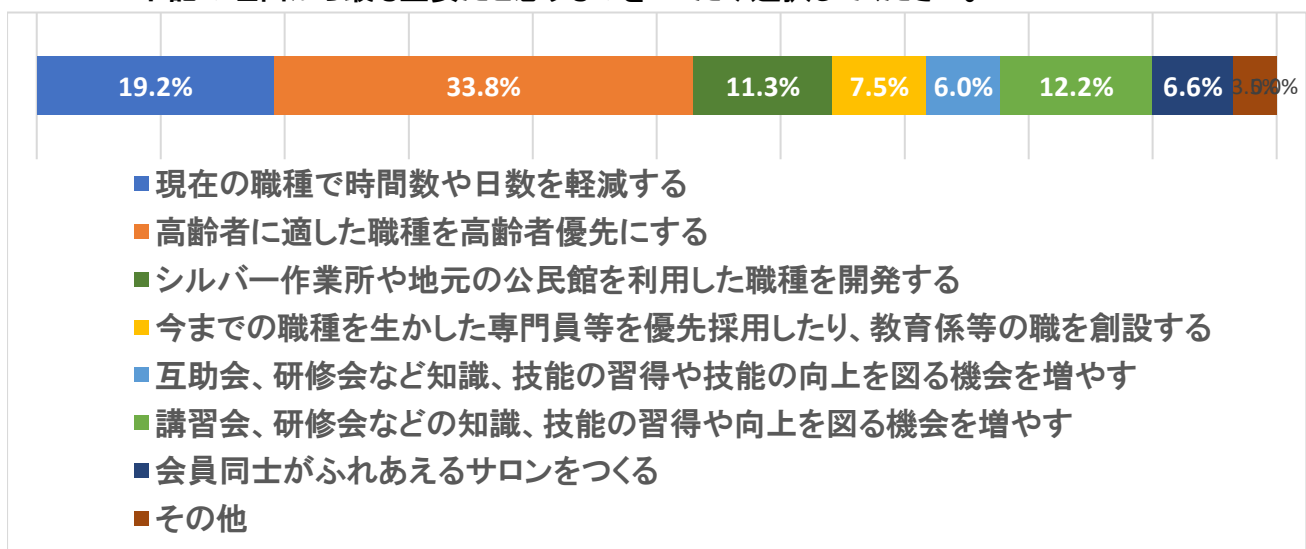 19.2% 33.8% 11.3% 7.5% 6.0% 12.2% 6.6%
現在の職種で時間数や日数を軽減する
高齢者に適した職種を高齢者優先にする
シルバー作業所や地元の公民館を利用した職種を開発する
今までの職種を生かした専門員等を優先採用したり、教育係等の職を創設する
互助会、研修会など知識、技能の習得や技能の向上を図る機会を増やす
講習会、研修会などの知識、技能の習得や向上を図る機会を増やす
会員同士がふれあえるサロンをつくる
その他